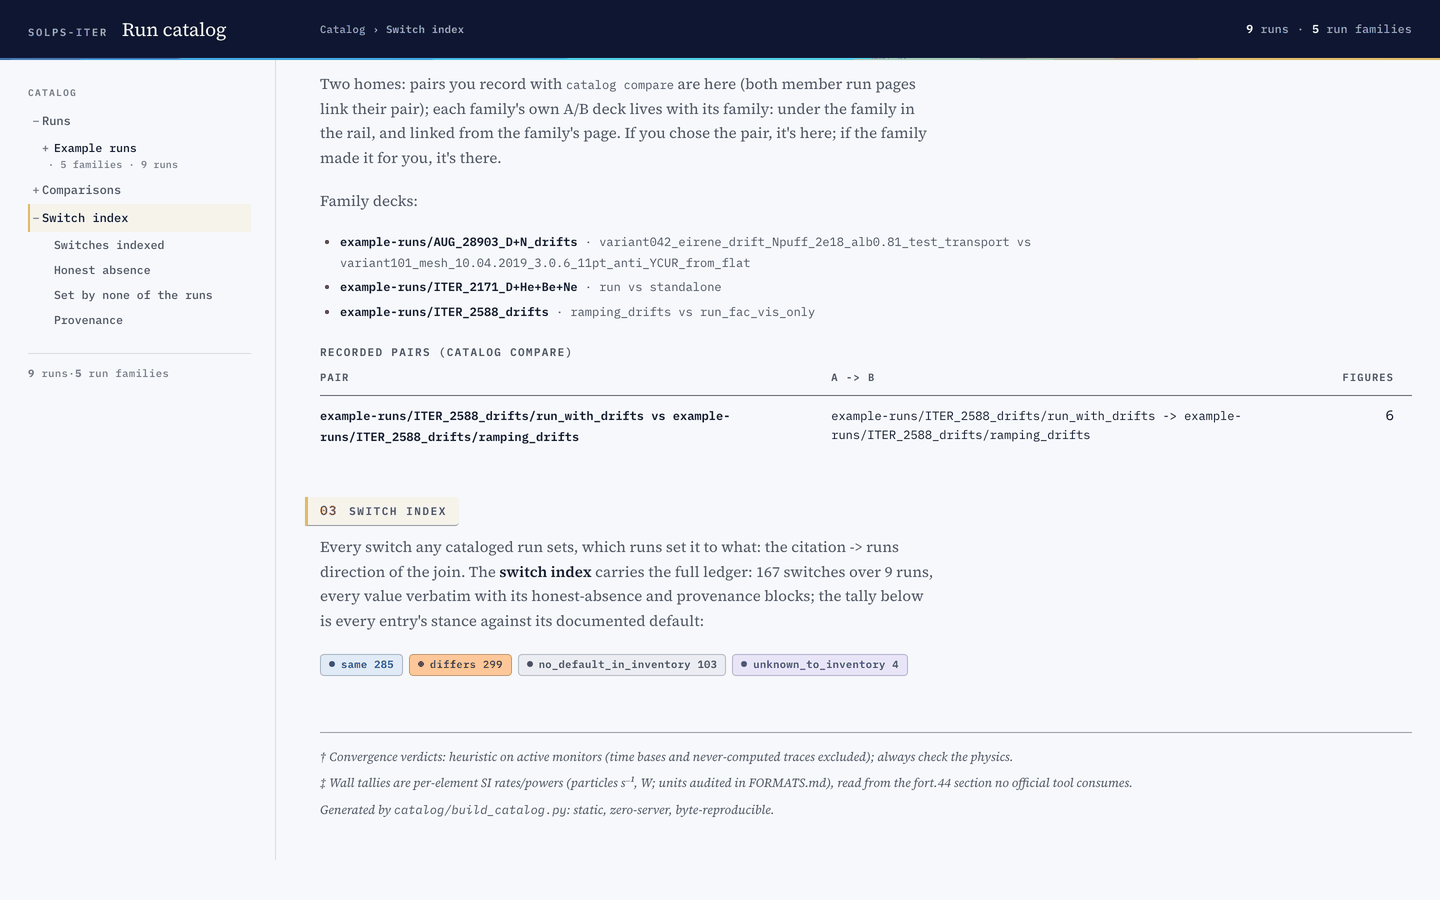 SOLPS-ITER Run catalog
Catalog › Switch index
9 runs · 5 run families
CATALOG
– Runs
+ Example runs
· 5 families · 9 runs
+ Comparisons
– Switch index
Switches indexed
Honest absence
Set by none of the runs
Provenance
9 runs·5 run families
Two homes: pairs you record with catalog compare are here (both member run pages
link their pair); each family's own A/B deck lives with its family: under the family in
the rail, and linked from the family's page. If you chose the pair, it's here; if the family
made it for you, it's there.
Family decks:
• example-runs/AUG_28903_D+N_drifts · variant042_eirene_drift_Npuff_2e18_alb0.81_test_transport vs
variant101_mesh_10.04.2019_3.0.6_11pt_anti_YCUR_from_flat
• example-runs/ITER_2171_D+He+Be+Ne · run vs standalone
• example-runs/ITER_2588_drifts · ramping_drifts vs run_fac_vis_only
RECORDED PAIRS (CATALOG COMPARE)
PAIR A -> B FIGURES
example-runs/ITER_2588_drifts/run_with_drifts vs example- example-runs/ITER_2588_drifts/run_with_drifts -> example- 6
runs/ITER_2588_drifts/ramping_drifts runs/ITER_2588_drifts/ramping_drifts
03 SWITCH INDEX
Every switch any cataloged run sets, which runs set it to what: the citation -> runs
direction of the join. The switch index carries the full ledger: 167 switches over 9 runs,
every value verbatim with its honest-absence and provenance blocks; the tally below
is every entry's stance against its documented default:
● same 285 ● differs 299 ● no_default_in_inventory 103 ● unknown_to_inventory 4
† Convergence verdicts: heuristic on active monitors (time bases and never-computed traces excluded); always check the physics.
‡ Wall tallies are per-element SI rates/powers (particles s⁻¹, W; units audited in FORMATS.md), read from the fort.44 section no official tool consumes.
Generated by catalog/build_catalog.py: static, zero-server, byte-reproducible.